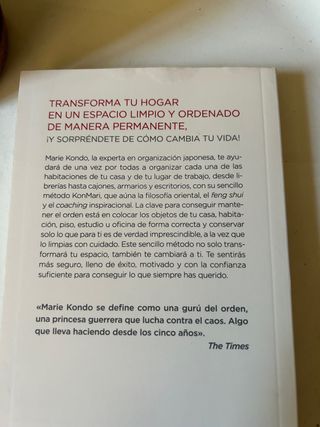 TRANSFORMA TU HOGAR
EN UN ESPACIO LIMPIO Y ORDENADO
DE MANERA PERMANENTE,
¡Y SORPRÉNDETE DE CÓMO CAMBIA TU VIDA!
Marie Kondo, la experta en organización japonesa, te ayu-
dará de una vez por todas a organizar cada una de las
habitaciones de tu casa y de tu lugar de trabajo, desde li-
brerías hasta cajones, armarios y escritorios, con su sencillo
método KonMari, que aúna la filosofía oriental, el feng shui
y el coaching inspiracional. La clave para conseguir mante-
ner el orden está en colocar los objetos de tu casa, habita-
ción, piso, estudio u oficina de forma correcta y conservar
solo lo que para ti es de verdad imprescindible, a la vez que
lo limpias con cuidado. Este sencillo método no solo trans-
formará tu espacio, también te cambiará a ti. Te sentirás
más seguro, lleno de éxito, motivado y con la confianza
suficiente para conseguir lo que siempre has querido.
«Marie Kondo se define como una gurú del orden,
una princesa guerrera que lucha contra el caos. Algo
que lleva haciendo desde los cinco años».
The Times